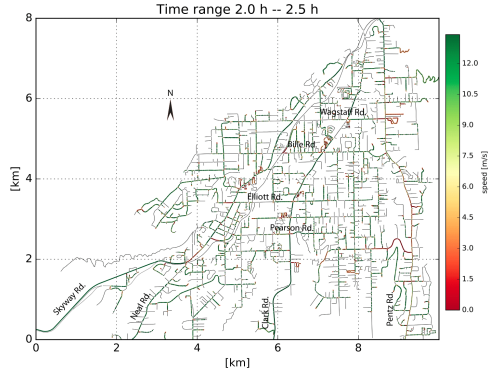 Time range 2.0 h -- 2.5 h
8
6
4
2
0
[km]
N
Wagstaff Rd.
Bille Rd.
Elliott Rd.
Pearson Rd.
Skyway Rd.
Neal Rd.
Clark Rd.
Pentz Rd.
0 2 4 6 8
[km]
12.0
10.5
9.0
7.5
6.0
4.5
3.0
1.5
0.0
speed [m/s]